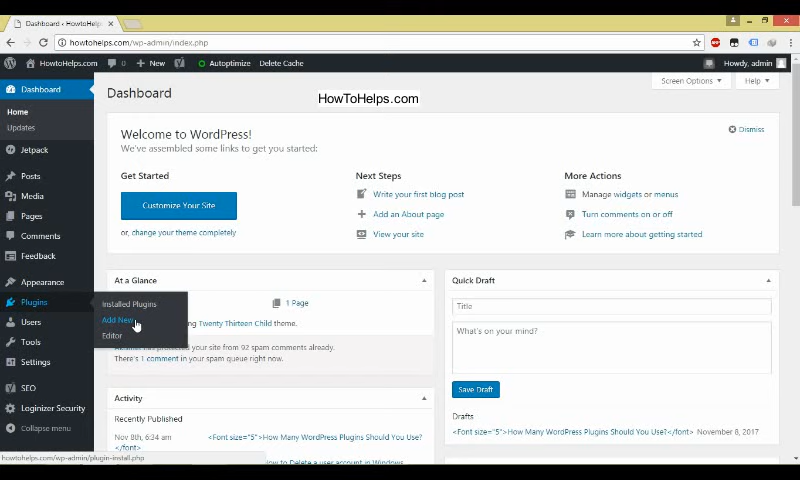 Dashboard ‹ HowtoHelps.
howtohelps.com/wp-admin/index.php
HowtoHelps.com 0 + New Autoptimize Delete Cache Howdy, admin
Dashboard
Home
Updates
Jetpack
Posts
Media
Pages
Comments
Feedback
Appearance
Plugins
Users
Tools
Settings
SEO
Loginizer Security
Collapse menu
Installed Plugins
Add New
Editor
Screen Options ▼ Help ▼
Dashboard
HowToHelps.com
Welcome to WordPress!
We've assembled some links to get you started:
Dismiss
Get Started
Customize Your Site
or, change your theme completely
Next Steps
Write your first blog post
Add an About page
View your site
More Actions
Manage widgets or menus
Turn comments on or off
Learn more about getting started
At a Glance
1 Page
Twenty Thirteen Child theme.
your site from 92 spam comments already.
There's 1 comment in your spam queue right now.
Activity
Recently Published
Nov 8th, 6:34 am <Font size="5">How Many WordPress Plugins Should You Use?
</font>
How to Delete a user account in Windows
Quick Draft
Title
What's on your mind?
Save Draft
Drafts
<Font size="5">How Many WordPress Plugins Should You Use?</font> November 8, 2017
howtohelps.com/wp-admin/plugin-install.php